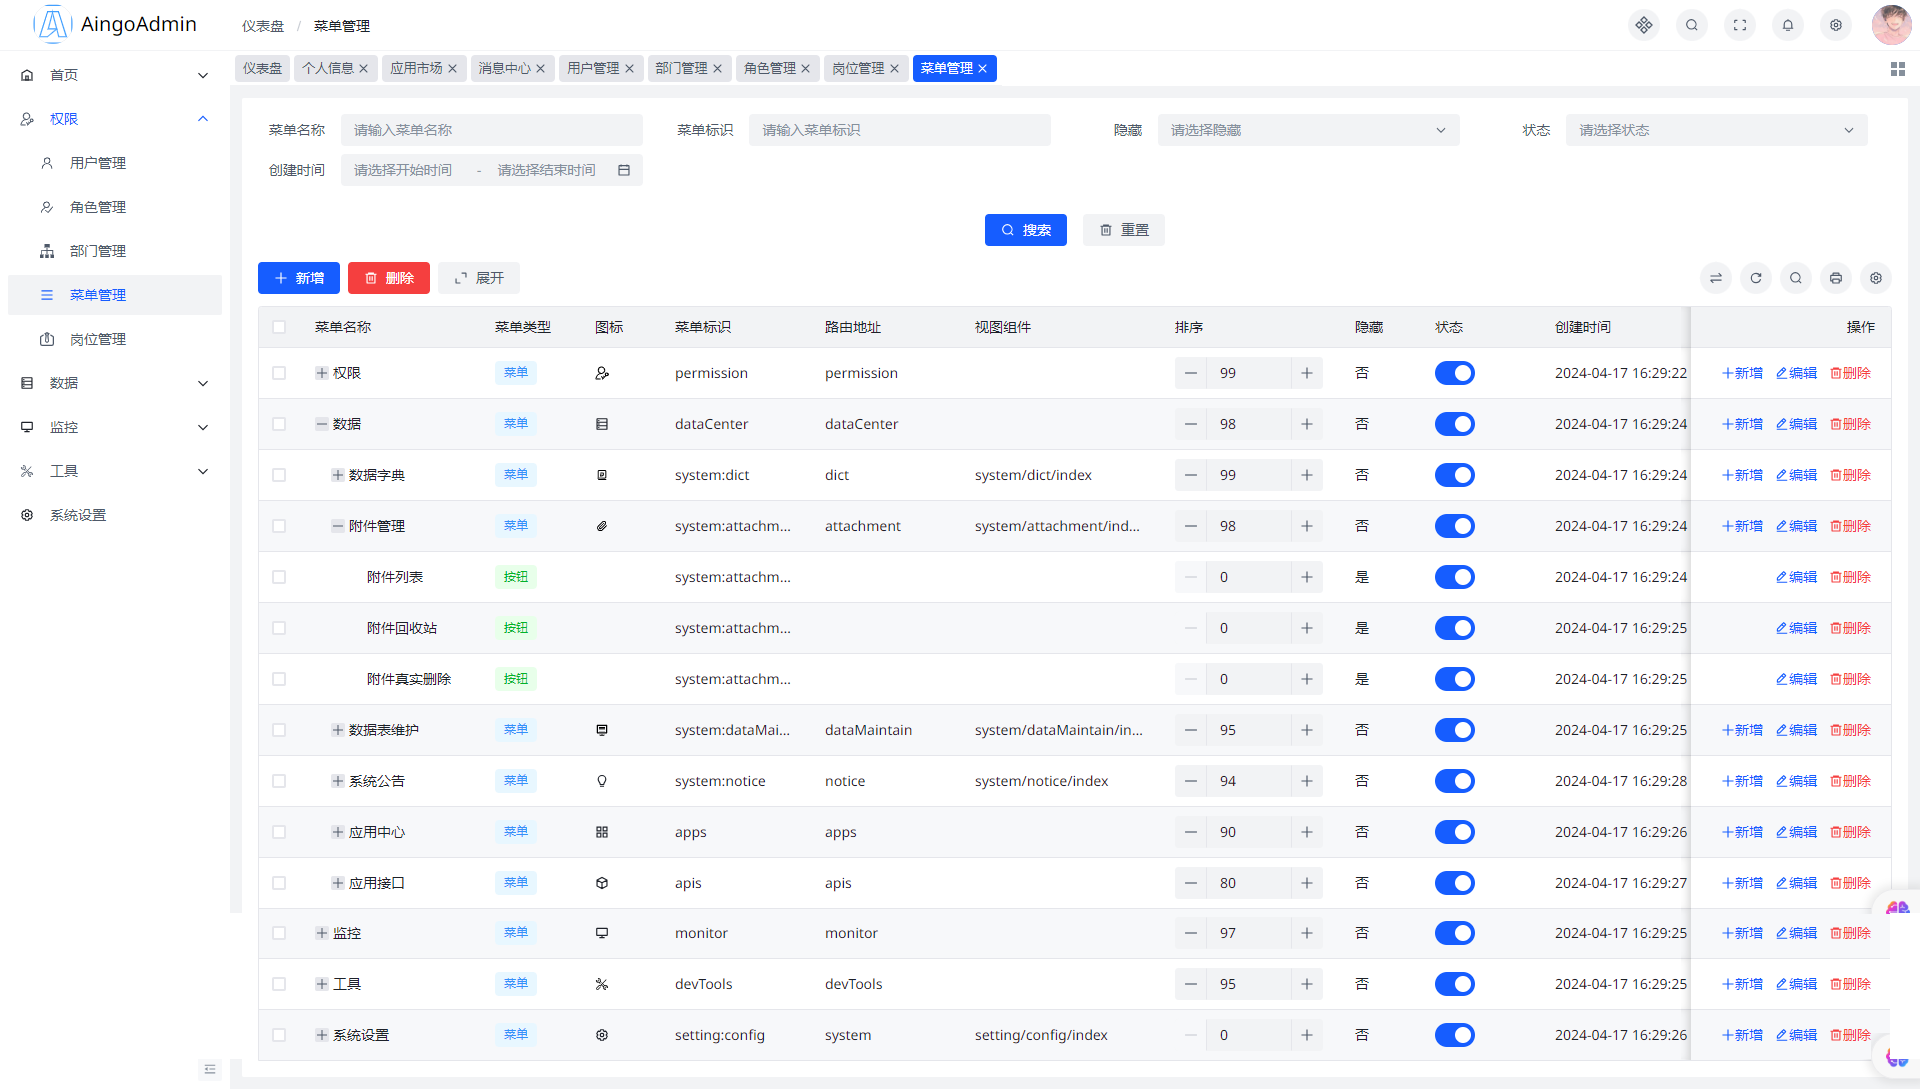 AingoAdmin
仪表盘 / 菜单管理
仪表盘 个人信息 应用市场 消息中心 用户管理 部门管理 角色管理 岗位管理 菜单管理
首页
权限
用户管理
角色管理
部门管理
菜单管理
岗位管理
数据
监控
工具
系统设置
菜单名称 请输入菜单名称 菜单标识 请输入菜单标识 隐藏 请选择隐藏 状态 请选择状态
创建时间 请选择开始时间 - 请选择结束时间
搜索 重置
新增 删除 展开
菜单名称 菜单类型 图标 菜单标识 路由地址 视图组件 排序 隐藏 状态 创建时间 操作
权限 菜单 permission permission 99 否 2024-04-17 16:29:22 新增 编辑 删除
数据 菜单 dataCenter dataCenter 98 否 2024-04-17 16:29:24 新增 编辑 删除
数据字典 菜单 system:dict dict system/dict/index 99 否 2024-04-17 16:29:24 新增 编辑 删除
附件管理 菜单 system:attachm... attachment system/attachment/ind... 98 否 2024-04-17 16:29:24 新增 编辑 删除
附件列表 按钮 system:attachm... 0 是 2024-04-17 16:29:24 编辑 删除
附件回收站 按钮 system:attachm... 0 是 2024-04-17 16:29:25 编辑 删除
附件真实删除 按钮 system:attachm... 0 是 2024-04-17 16:29:25 编辑 删除
数据表维护 菜单 system:dataMai... dataMaintain system/dataMaintain/in... 95 否 2024-04-17 16:29:25 新增 编辑 删除
系统公告 菜单 system:notice notice system/notice/index 94 否 2024-04-17 16:29:28 新增 编辑 删除
应用中心 菜单 apps apps 90 否 2024-04-17 16:29:26 新增 编辑 删除
应用接口 菜单 apis apis 80 否 2024-04-17 16:29:27 新增 编辑 删除
监控 菜单 monitor monitor 97 否 2024-04-17 16:29:25 新增 编辑 删除
工具 菜单 devTools devTools 95 否 2024-04-17 16:29:25 新增 编辑 删除
系统设置 菜单 setting:config system setting/config/index 0 否 2024-04-17 16:29:26 新增 编辑 删除